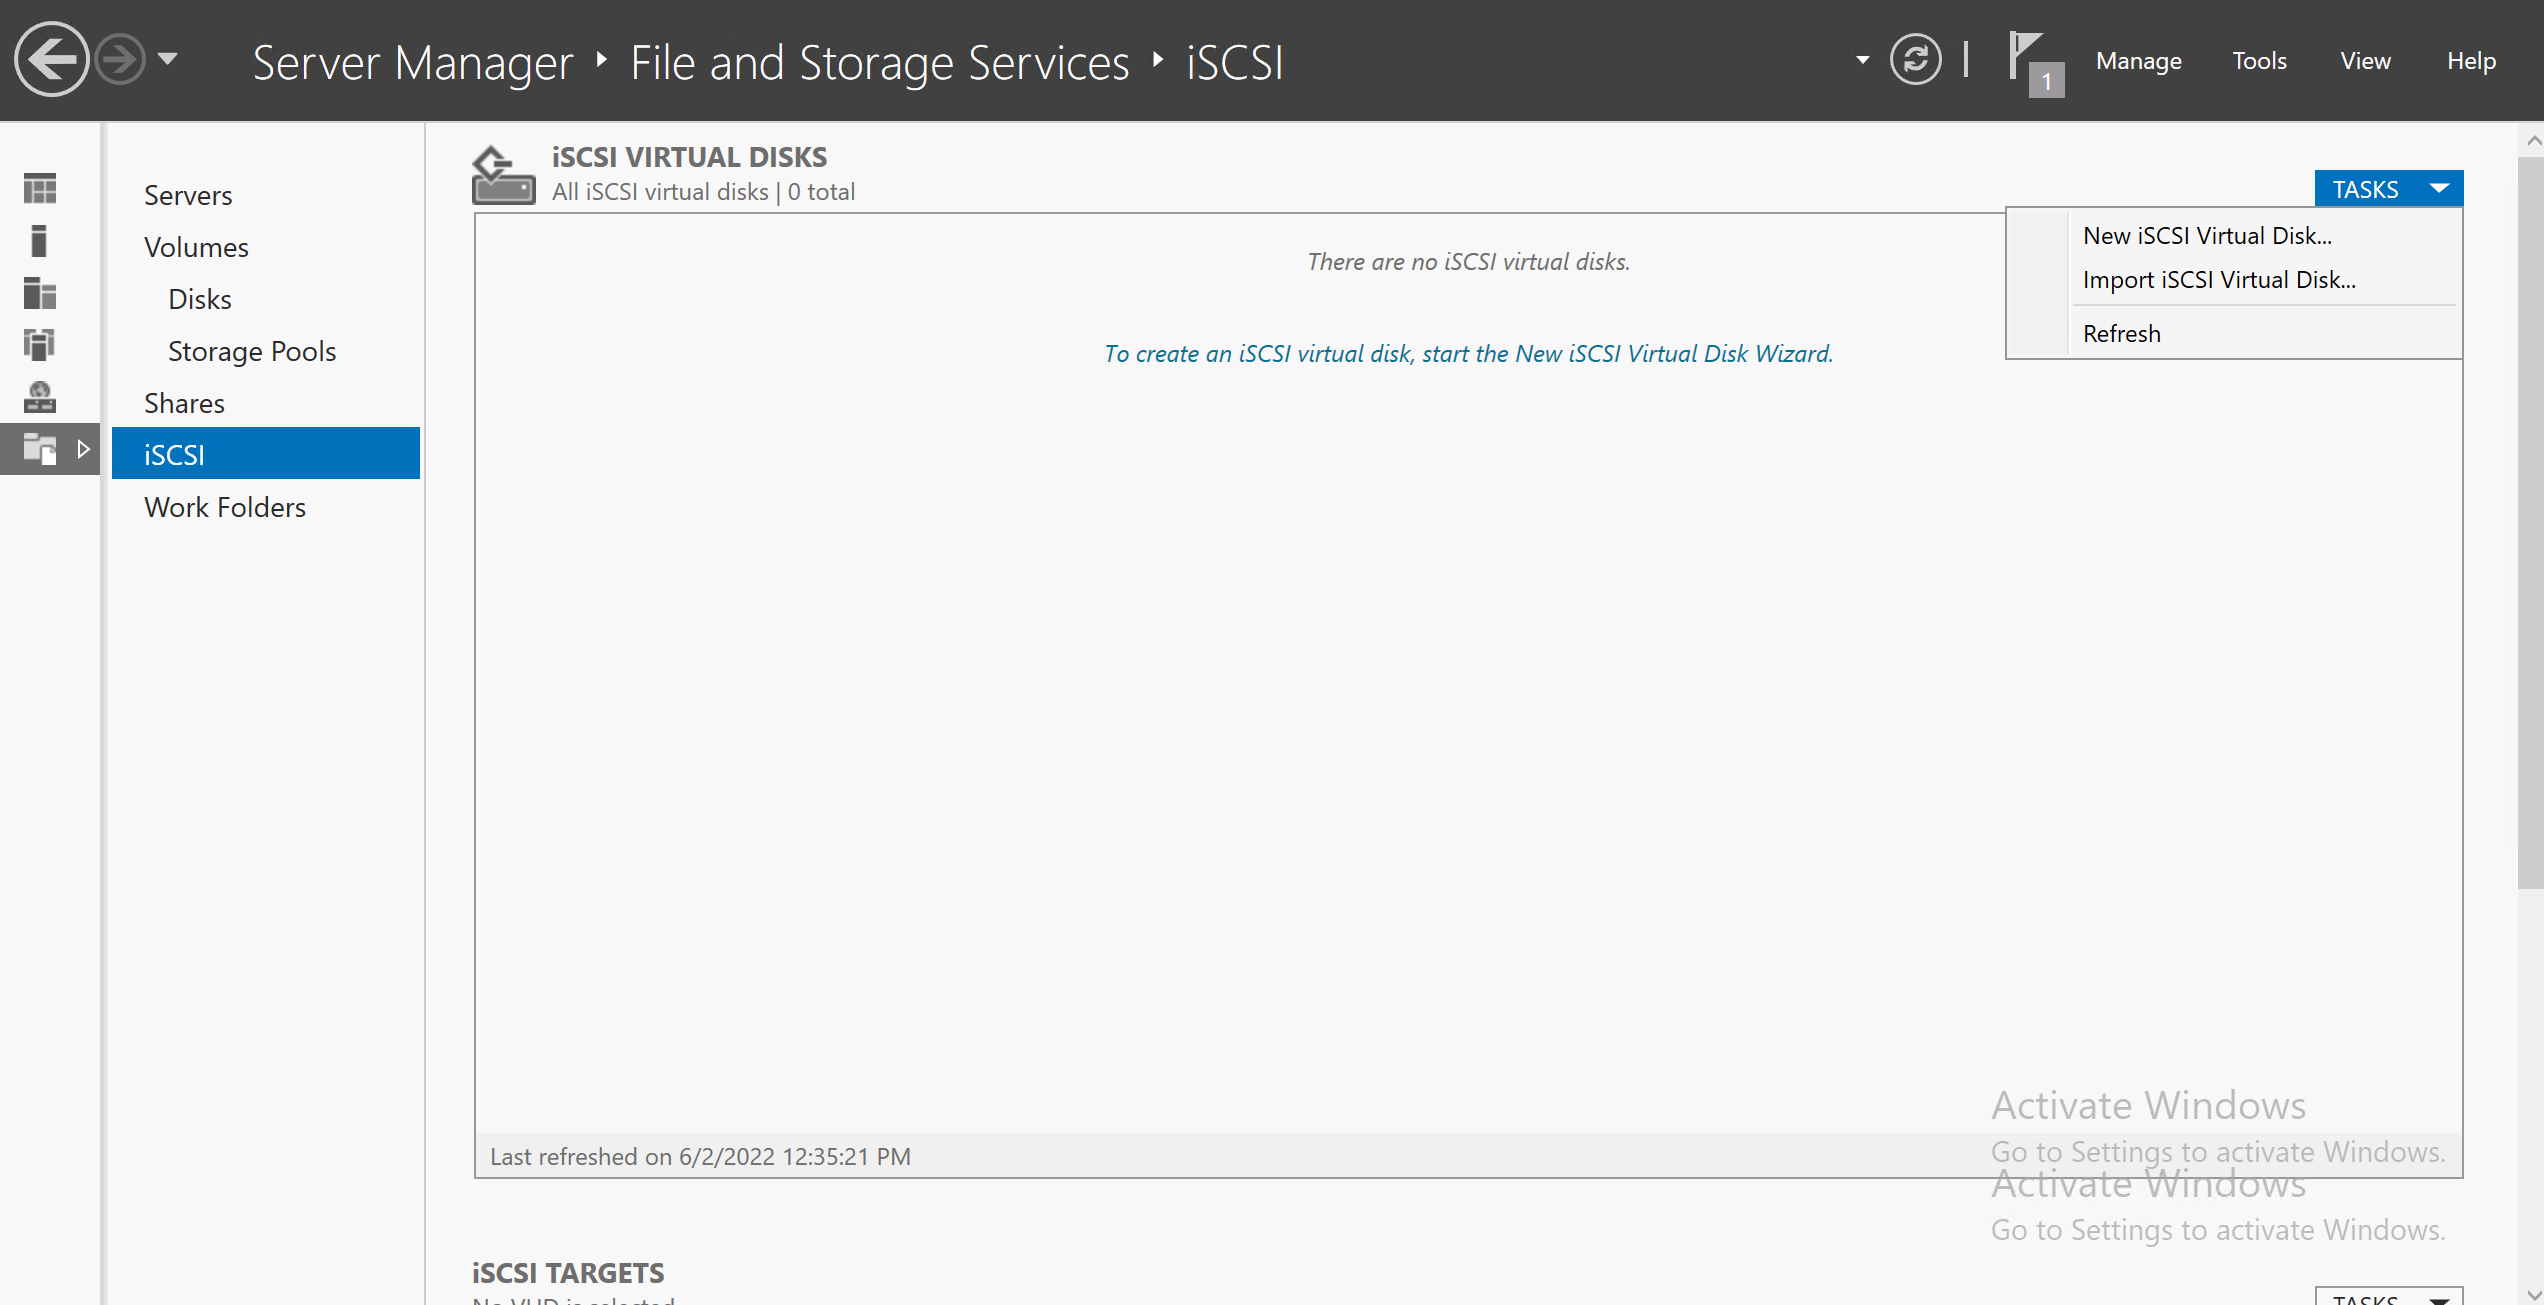 Server Manager ‣ File and Storage Services ‣ iSCSI
1
Manage Tools View Help
Servers
Volumes
Disks
Storage Pools
Shares
iSCSI
Work Folders
iSCSI VIRTUAL DISKS
All iSCSI virtual disks | 0 total
TASKS
New iSCSI Virtual Disk...
Import iSCSI Virtual Disk...
Refresh
There are no iSCSI virtual disks.
To create an iSCSI virtual disk, start the New iSCSI Virtual Disk Wizard.
Last refreshed on 6/2/2022 12:35:21 PM
Activate Windows
Go to Settings to activate Windows.
Activate Windows
Go to Settings to activate Windows.
iSCSI TARGETS
No VHD is selected
TASKS